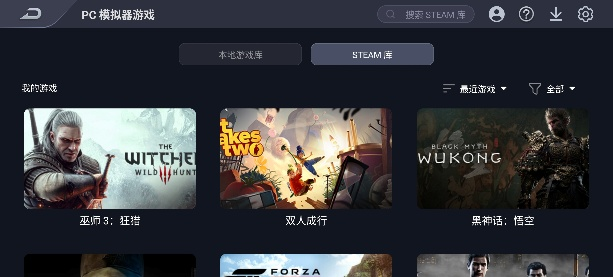 PC 模拟器游戏
搜索 STEAM 库
本地游戏库
STEAM 库
我的游戏
最近游戏
全部
THE
WITCHER
WILD HUNT
It
takes
two
BLACK MYTH
WUKONG
巫师 3：狂猎
双人成行
黑神话：悟空
FORZA